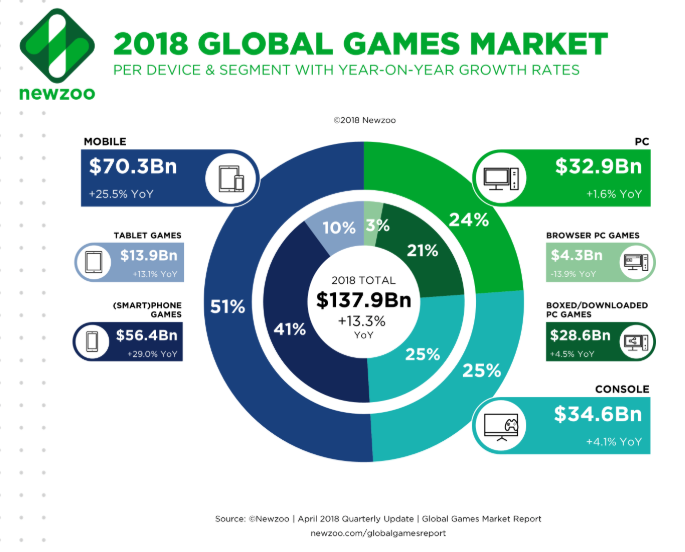 2018 GLOBAL GAMES MARKET
PER DEVICE & SEGMENT WITH YEAR-ON-YEAR GROWTH RATES
newzoo
©2018 Newzoo
MOBILE
$70.3Bn
+25.5% YoY
TABLET GAMES
$13.9Bn
+13.1% YoY
(SMART)PHONE
GAMES
$56.4Bn
+29.0% YoY
51%
41%
10%
3%
21%
24%
25%
25%
2018 TOTAL
$137.9Bn
+13.3%
YoY
PC
$32.9Bn
+1.6% YoY
BROWSER PC GAMES
$4.3Bn
-13.9% YoY
BOXED/DOWNLOADED
PC GAMES
$28.6Bn
+4.5% YoY
CONSOLE
$34.6Bn
+4.1% YoY
Source: ©Newzoo | April 2018 Quarterly Update | Global Games Market Report
newzoo.com/globalgamesreport